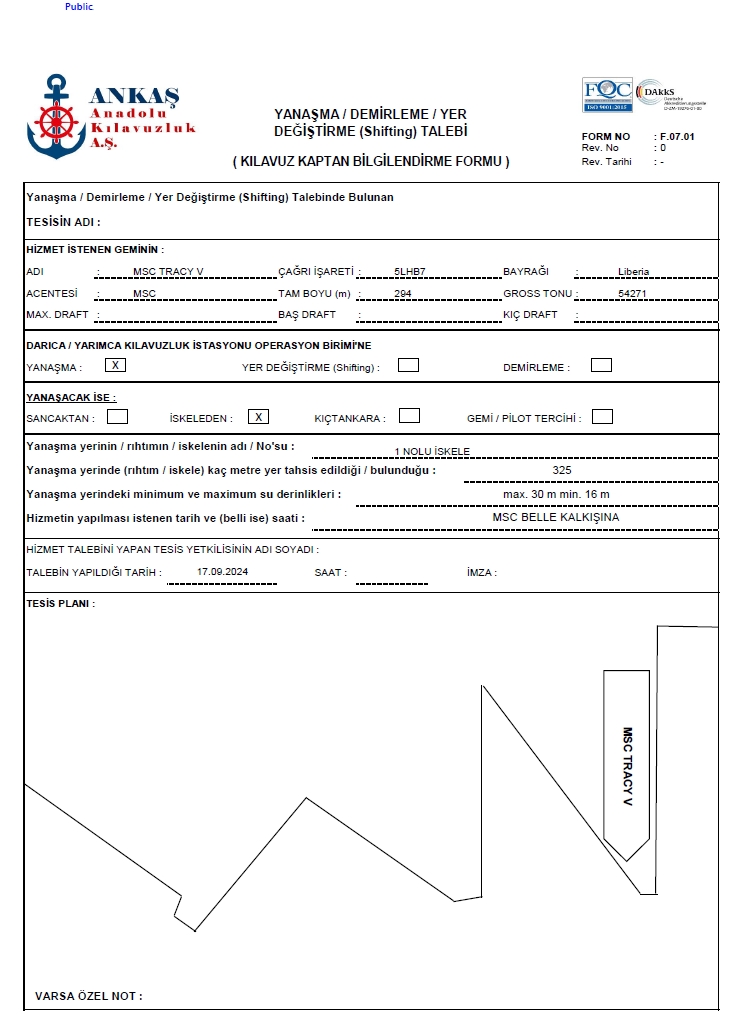 Public
ANKAŞ
Anadolu
Kılavuzluk
A.Ş.
YANAŞMA / DEMİRLEME / YER
DEĞİŞTİRME (Shifting) TALEBİ
( KILAVUZ KAPTAN BİLGİLENDİRME FORMU )
FQC
ISO 9001:2015
DAkkS
Deutsche
Akkreditierungsstelle
FORM NO : F.07.01
Rev. No : 0
Rev. Tarihi : -
Yanaşma / Demirleme / Yer Değiştirme (Shifting) Talebinde Bulunan
TESİSİN ADI :
HİZMET İSTENEN GEMİNİN :
ADI : MSC TRACY V ÇAĞRI İŞARETİ : 5LHB7 BAYRAĞI : Liberia
ACENTESİ : MSC TAM BOYU (m) : 294 GROSS TONU : 54271
MAX. DRAFT : BAŞ DRAFT : KIÇ DRAFT :
DARICA / YARIMCA KILAVUZLUK İSTASYONU OPERASYON BİRİMİ'NE
YANAŞMA : X YER DEĞİŞTİRME (Shifting) : DEMİRLEME :
YANAŞACAK İSE :
SANCAKTAN : İSKELEDEN : X KIÇTANKARA : GEMİ / PİLOT TERCİHİ :
Yanaşma yerinin / rıhtımın / iskelenin adı / No'su : 1 NOLU İSKELE
Yanaşma yerinde (rıhtım / iskele) kaç metre yer tahsis edildiği / bulunduğu : 325
Yanaşma yerindeki minimum ve maximum su derinlikleri : max. 30 m min. 16 m
Hizmetin yapılması istenen tarih ve (belli ise) saati : MSC BELLE KALKIŞINA
HİZMET TALEBİNİ YAPAN TESİS YETKİLİSİNİN ADI SOYADI :
TALEBİN YAPILDIĞI TARİH : 17.09.2024 SAAT : İMZA :
TESİS PLANI :
MSC TRACY V
VARSA ÖZEL NOT :